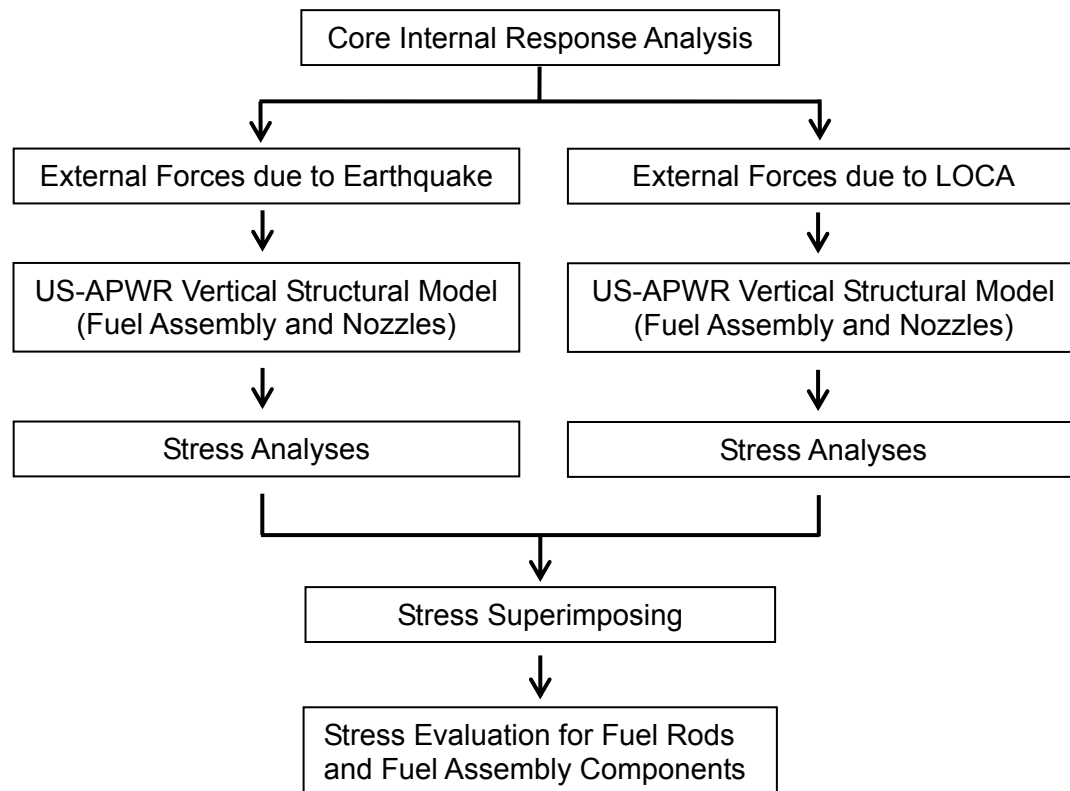 Core Internal Response Analysis
External Forces due to Earthquake
External Forces due to LOCA
US-APWR Vertical Structural Model
(Fuel Assembly and Nozzles)
US-APWR Vertical Structural Model
(Fuel Assembly and Nozzles)
Stress Analyses
Stress Analyses
Stress Superimposing
Stress Evaluation for Fuel Rods
and Fuel Assembly Components